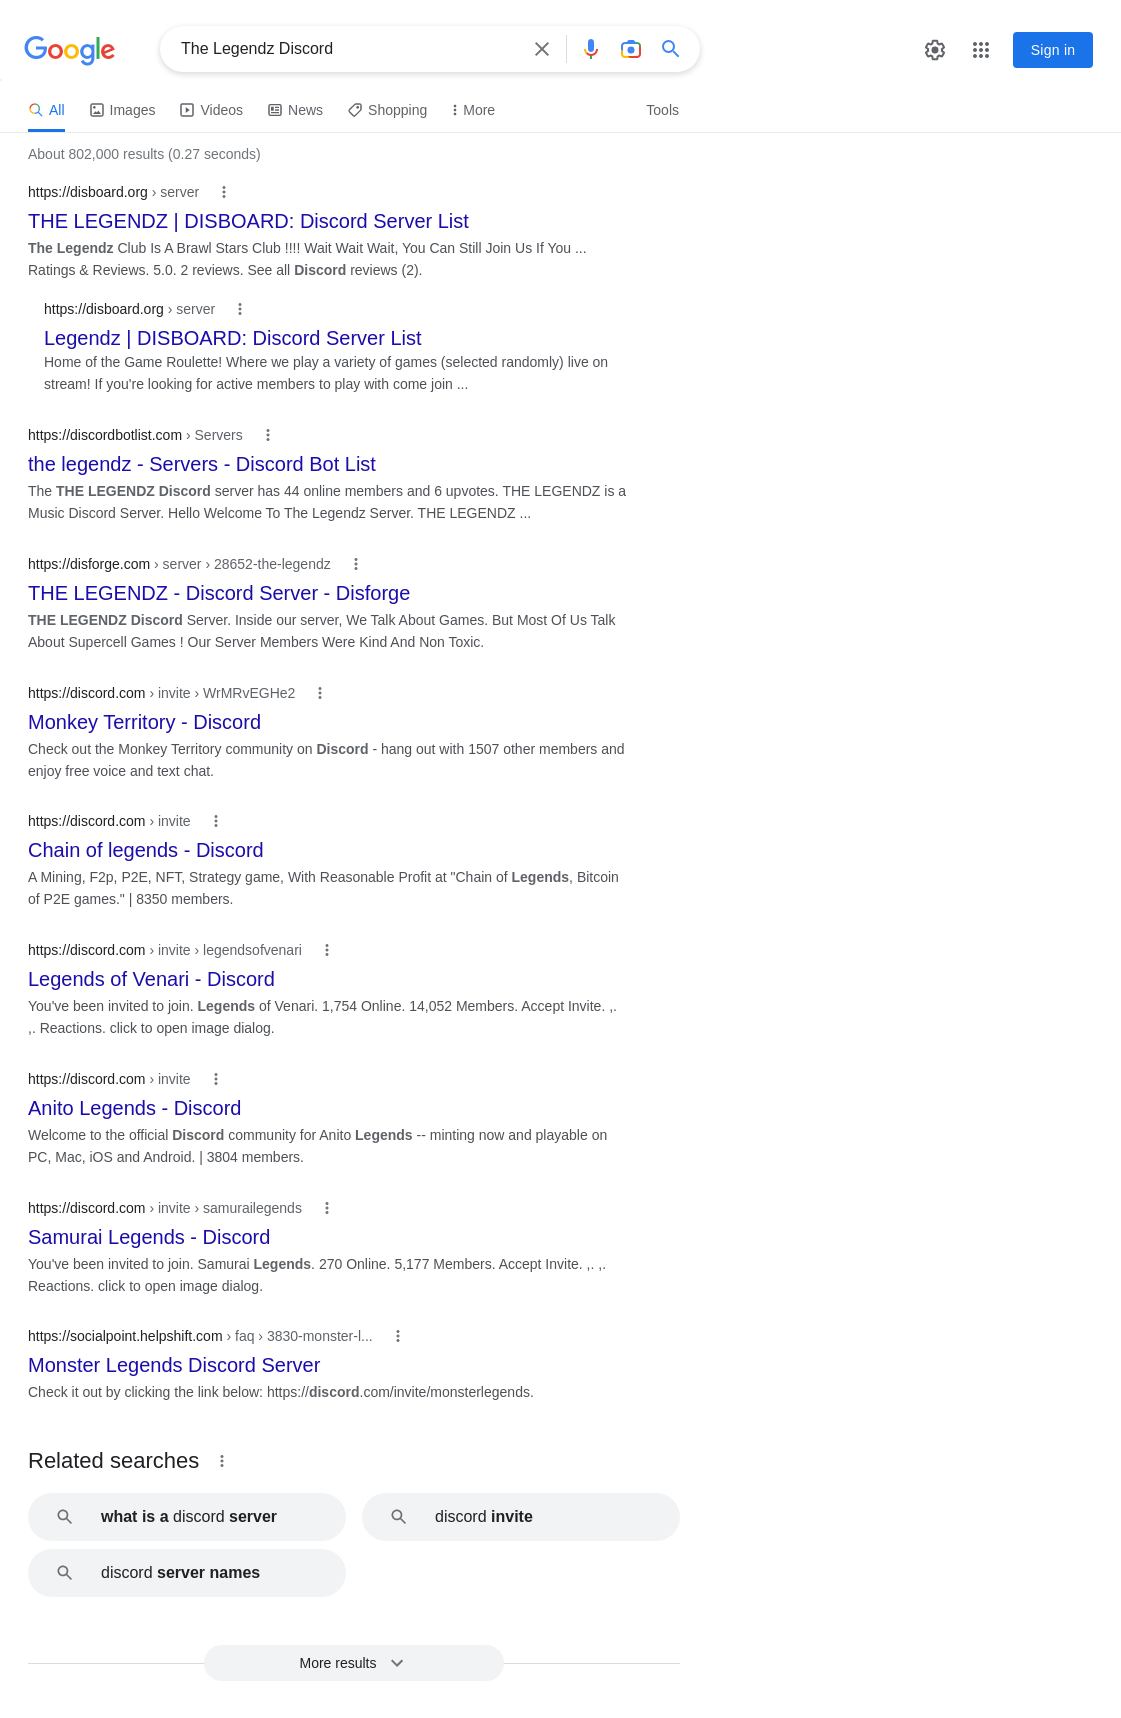 Google
The Legendz Discord
Sign in
All Images Videos News Shopping More Tools
About 802,000 results (0.27 seconds)
https://disboard.org › server
THE LEGENDZ | DISBOARD: Discord Server List
The Legendz Club Is A Brawl Stars Club !!!! Wait Wait Wait, You Can Still Join Us If You ...
Ratings & Reviews. 5.0. 2 reviews. See all Discord reviews (2).
https://disboard.org › server
Legendz | DISBOARD: Discord Server List
Home of the Game Roulette! Where we play a variety of games (selected randomly) live on
stream! If you're looking for active members to play with come join ...
https://discordbotlist.com › Servers
the legendz - Servers - Discord Bot List
The THE LEGENDZ Discord server has 44 online members and 6 upvotes. THE LEGENDZ is a
Music Discord Server. Hello Welcome To The Legendz Server. THE LEGENDZ ...
https://disforge.com › server › 28652-the-legendz
THE LEGENDZ - Discord Server - Disforge
THE LEGENDZ Discord Server. Inside our server, We Talk About Games. But Most Of Us Talk
About Supercell Games ! Our Server Members Were Kind And Non Toxic.
https://discord.com › invite › WrMRvEGHe2
Monkey Territory - Discord
Check out the Monkey Territory community on Discord - hang out with 1507 other members and
enjoy free voice and text chat.
https://discord.com › invite
Chain of legends - Discord
A Mining, F2p, P2E, NFT, Strategy game, With Reasonable Profit at "Chain of Legends, Bitcoin
of P2E games." | 8350 members.
https://discord.com › invite › legendsofvenari
Legends of Venari - Discord
You've been invited to join. Legends of Venari. 1,754 Online. 14,052 Members. Accept Invite. ,.
,. Reactions. click to open image dialog.
https://discord.com › invite
Anito Legends - Discord
Welcome to the official Discord community for Anito Legends -- minting now and playable on
PC, Mac, iOS and Android. | 3804 members.
https://discord.com › invite › samurailegends
Samurai Legends - Discord
You've been invited to join. Samurai Legends. 270 Online. 5,177 Members. Accept Invite. ,. ,.
Reactions. click to open image dialog.
https://socialpoint.helpshift.com › faq › 3830-monster-l...
Monster Legends Discord Server
Check it out by clicking the link below: https://discord.com/invite/monsterlegends.
Related searches
what is a discord server
discord invite
discord server names
More results